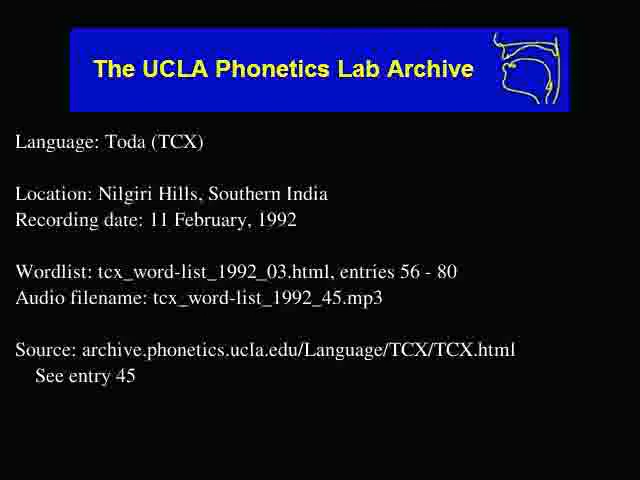 The UCLA Phonetics Lab Archive
Language: Toda (TCX)
Location: Nilgiri Hills, Southern India
Recording date: 11 February, 1992
Wordlist: tcx_word-list_1992_03.html, entries 56 - 80
Audio filename: tcx_word-list_1992_45.mp3
Source: archive.phonetics.ucla.edu/Language/TCX/TCX.html
See entry 45